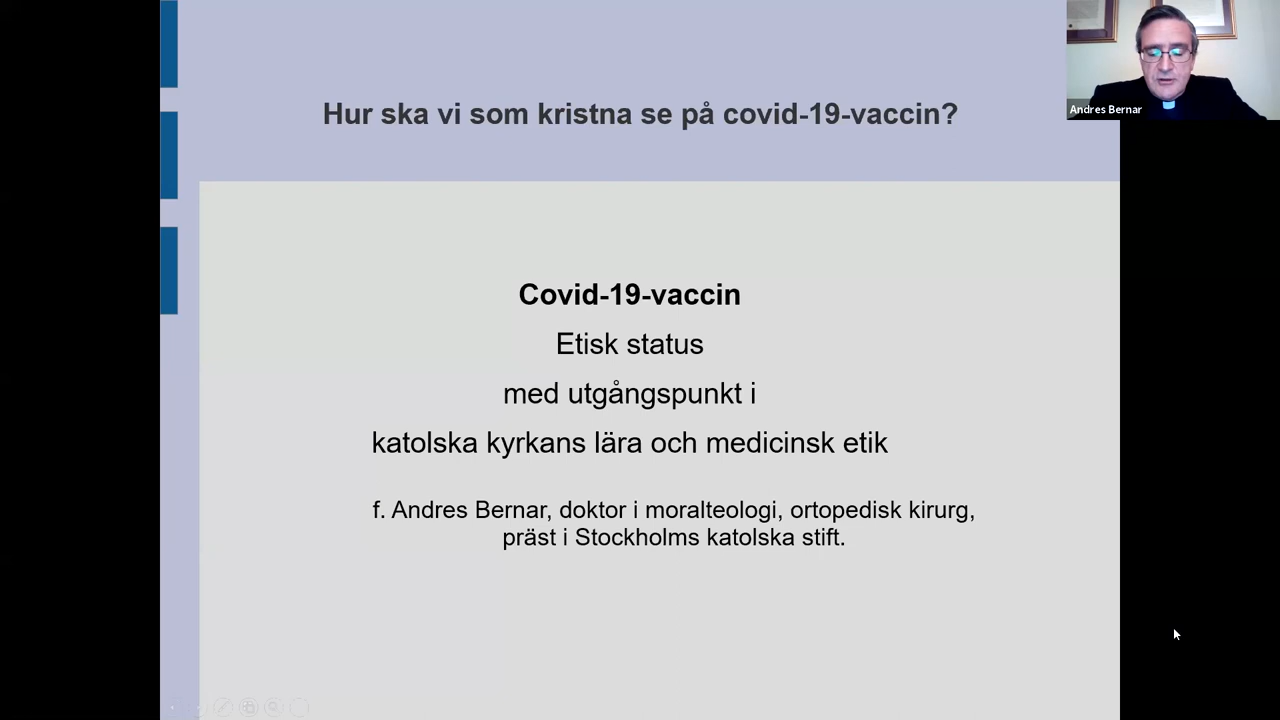 Hur ska vi som kristna se på covid-19-vaccin?
Andres Bernar
Covid-19-vaccin
Etisk status
med utgångspunkt i
katolska kyrkans lära och medicinsk etik
f. Andres Bernar, doktor i moralteologi, ortopedisk kirurg,
präst i Stockholms katolska stift.